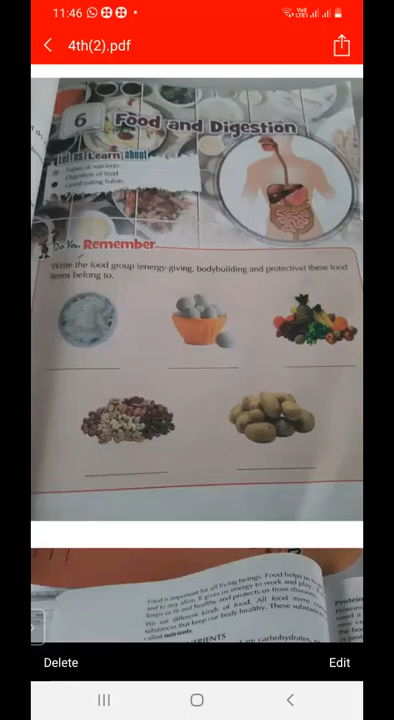 11:46
4th(2).pdf
6 Food and Digestion
Let us Learn about
Types of nutrients
Digestion of food
Good eating habits
Do You Remember
Write the food group (energy-giving, bodybuilding and protective) these food
items belong to.
Food is important for all living beings. Food helps us
and to stay alive. It gives us energy to work and play. It
keeps us fit and healthy and protects us from diseases.
We eat different kinds of food. All food items
substances that keep our body healthy. These substances
called nutrients.
Protein
carbohydrates,
Delete
Edit